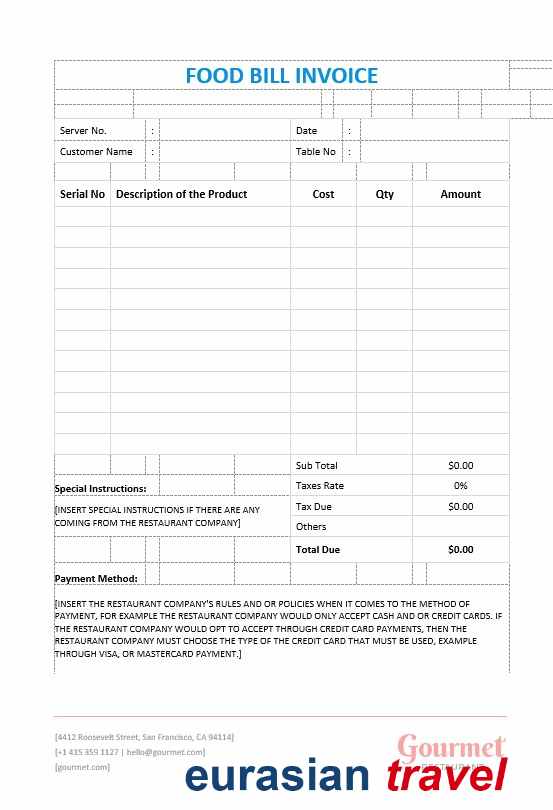 FOOD BILL INVOICE
Server No. : Date :
Customer Name : Table No :
Serial No Description of the Product Cost Qty Amount
Sub Total $0.00
Special Instructions: Taxes Rate 0%
[INSERT SPECIAL INSTRUCTIONS IF THERE ARE ANY Tax Due $0.00
COMING FROM THE RESTAURANT COMPANY] Others
Total Due $0.00
Payment Method:
[INSERT THE RESTAURANT COMPANY'S RULES AND OR POLICIES WHEN IT COMES TO THE METHOD OF
PAYMENT, FOR EXAMPLE THE RESTAURANT COMPANY WOULD ONLY ACCEPT CASH AND OR CREDIT CARDS. IF
THE RESTAURANT COMPANY WOULD OPT TO ACCEPT THROUGH CREDIT CARD PAYMENTS, THEN THE
RESTAURANT COMPANY MUST CHOOSE THE TYPE OF THE CREDIT CARD THAT MUST BE USED, EXAMPLE
THROUGH VISA, OR MASTERCARD PAYMENT.]
[4412 Roosevelt Street, San Francisco, CA 94114]
[+1 415 359 1127 | hello@gourmet.com]
[gourmet.com]
Gourmet
RESTAURANT
eurasian travel